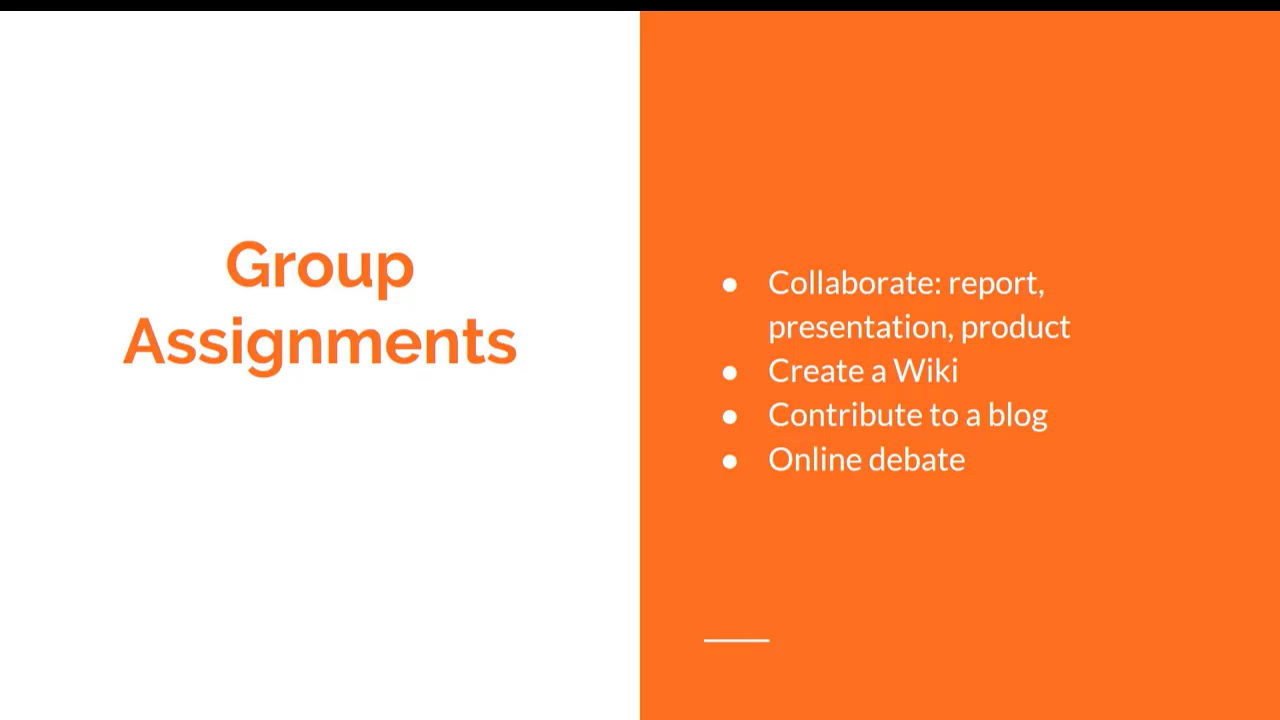 Group
Assignments
● Collaborate: report,
presentation, product
● Create a Wiki
● Contribute to a blog
● Online debate